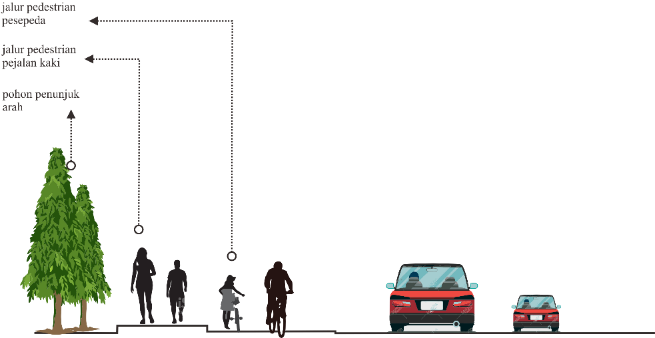 jalur pedestrian
pesepeda
jalur pedestrian
pejalan kaki
pohon penunjuk
arah